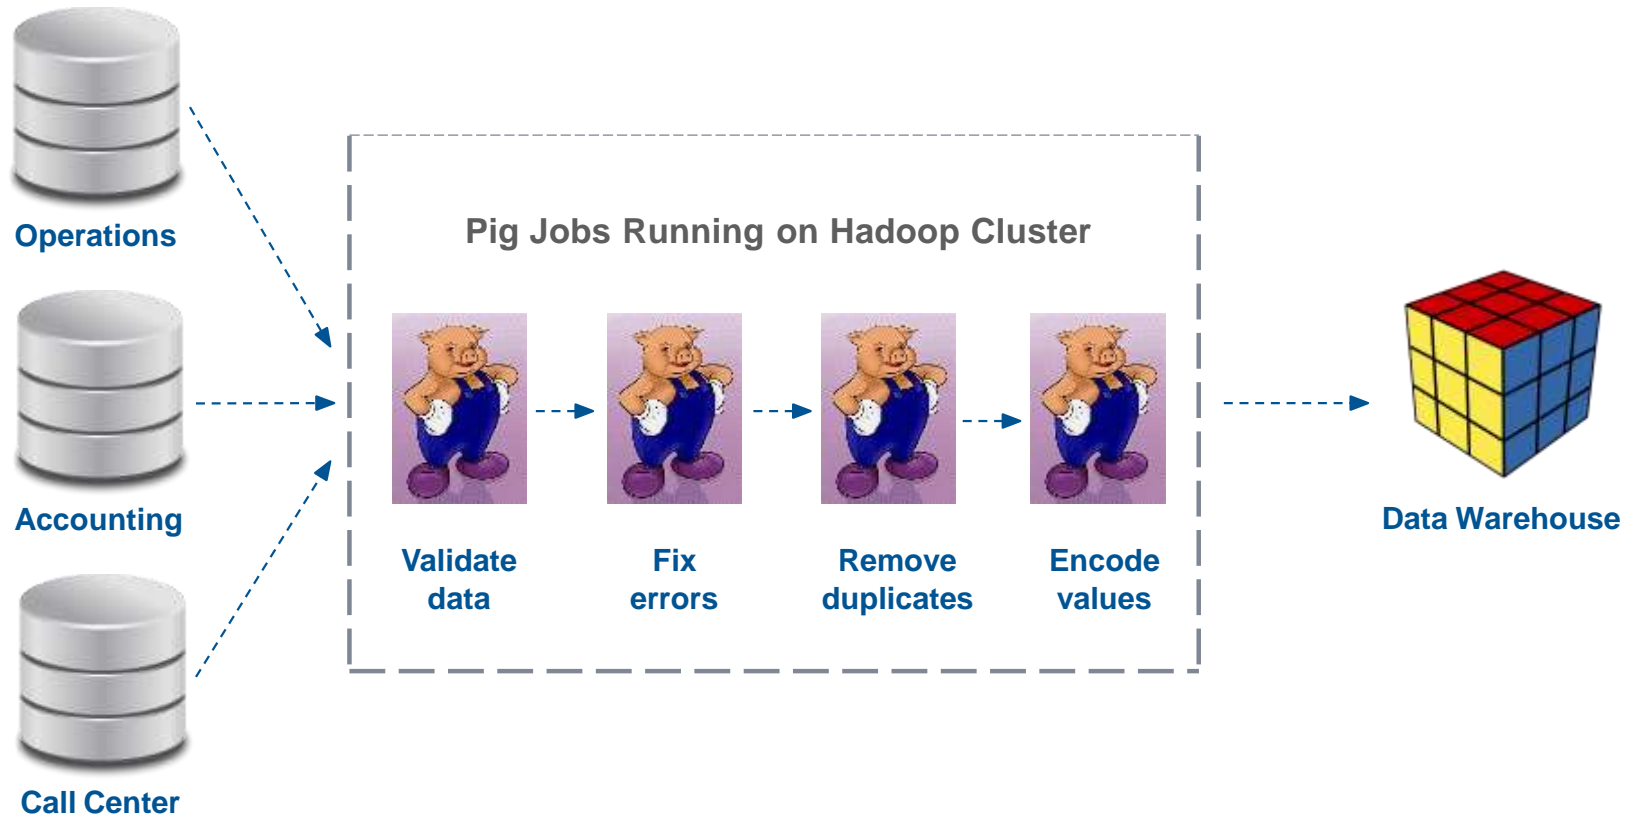 Operations
Accounting
Call Center
Pig Jobs Running on Hadoop Cluster
Validate
data
Fix
errors
Remove
duplicates
Encode
values
Data Warehouse